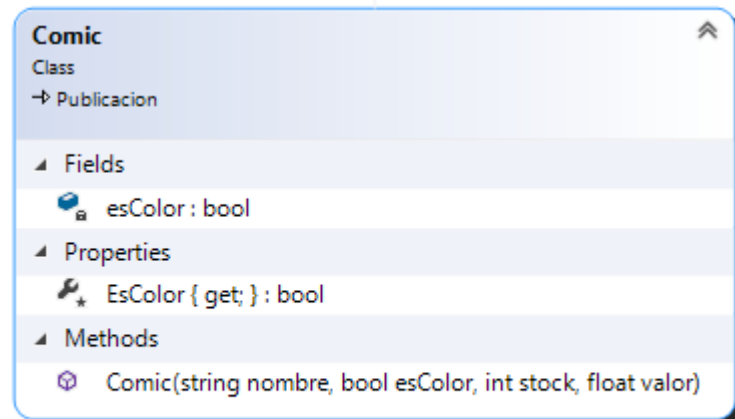 Comic
Class
Publicacion
Fields
esColor : bool
Properties
EsColor { get; } : bool
Methods
Comic(string nombre, bool esColor, int stock, float valor)